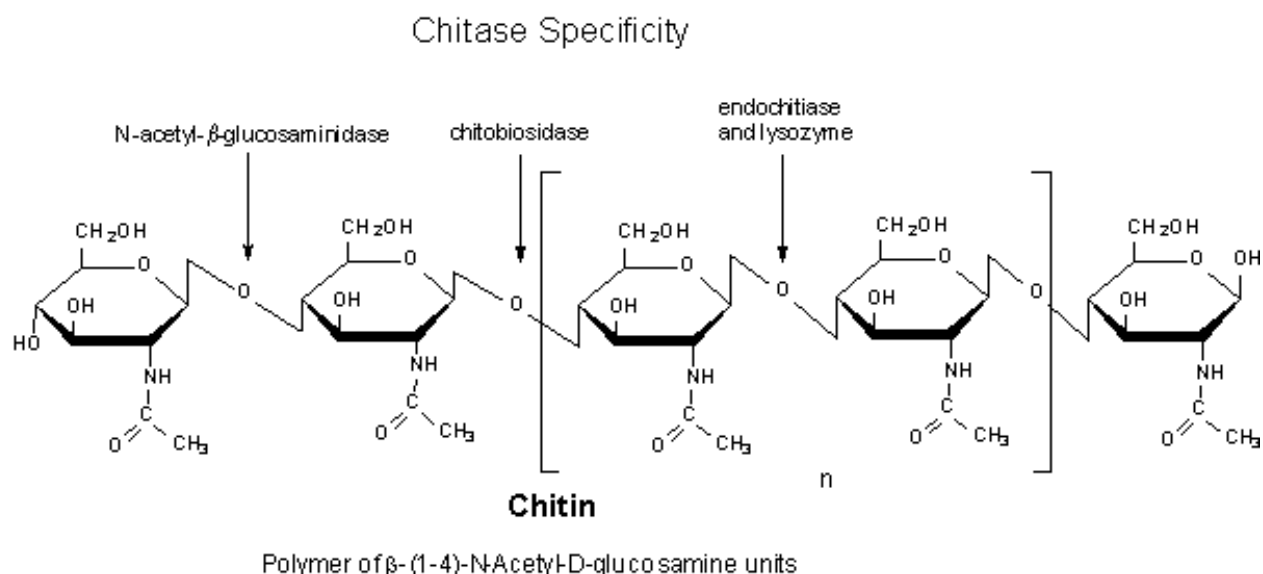 Chitase Specificity
N-acetyl-β-glucosaminidase
chitobiosidase
endochitiase
and lysozyme
CH₂OH
CH₂OH
CH₂OH
CH₂OH
CH₂OH
OH
O
O
O
O
O
O
O
O
O
OH
OH
OH
OH
OH
HO
NH
NH
NH
NH
NH
C
C
C
C
C
O
CH₃
O
CH₃
O
CH₃
O
CH₃
O
CH₃
n
Chitin
Polymer of β-(1-4)-N-Acetyl-D-glucosamine units